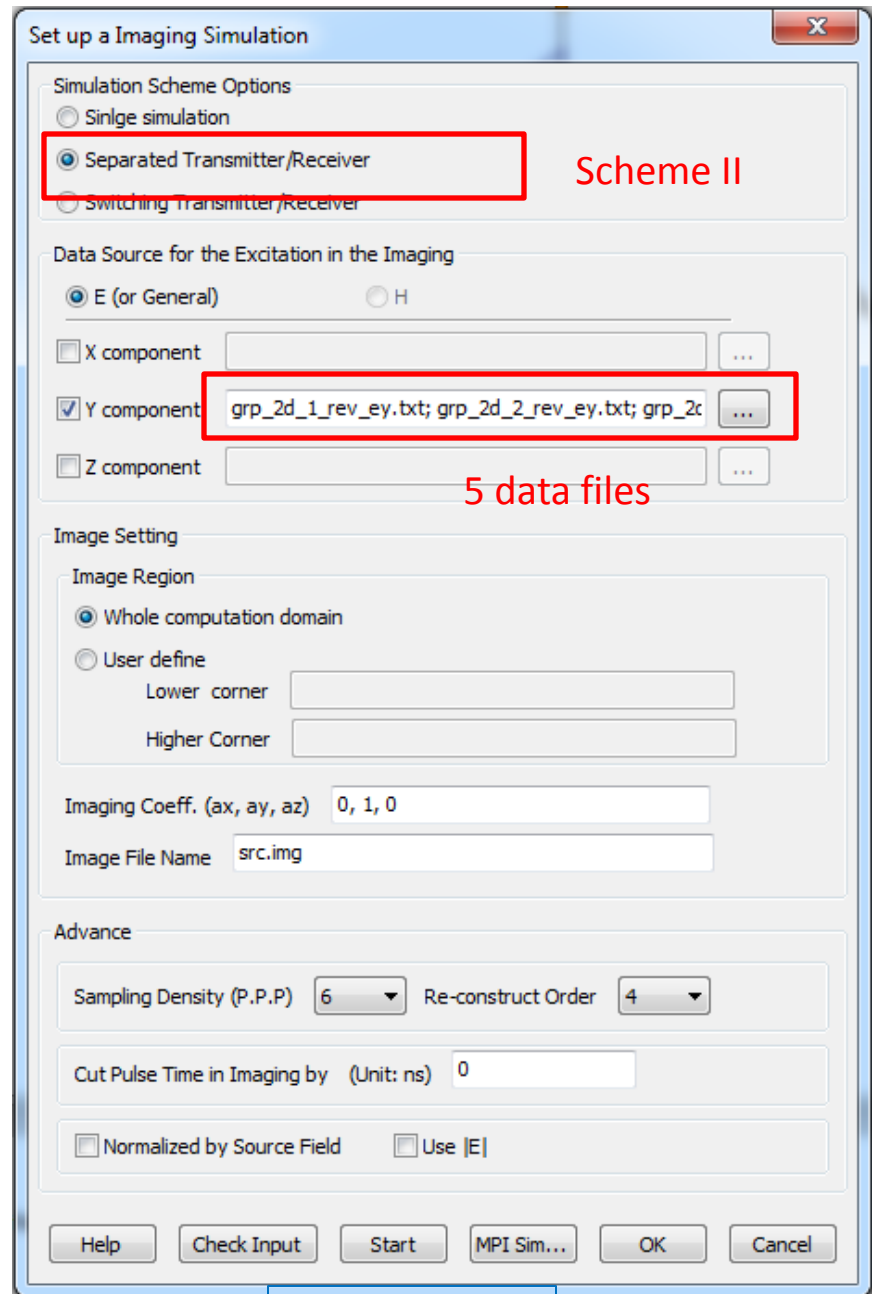 Set up a Imaging Simulation
Simulation Scheme Options
Sinlge simulation
Separated Transmitter/Receiver
Scheme II
Switching Transmitter/Receiver
Data Source for the Excitation in the Imaging
E (or General) H
X component ...
Y component grp_2d_1_rev_ey.txt; grp_2d_2_rev_ey.txt; grp_2d ...
Z component ...
5 data files
Image Setting
Image Region
Whole computation domain
User define
Lower corner
Higher Corner
Imaging Coeff. (ax, ay, az) 0, 1, 0
Image File Name src.img
Advance
Sampling Density (P.P.P) 6 Re-construct Order 4
Cut Pulse Time in Imaging by (Unit: ns) 0
Normalized by Source Field Use |E|
Help Check Input Start MPI Sim... OK Cancel